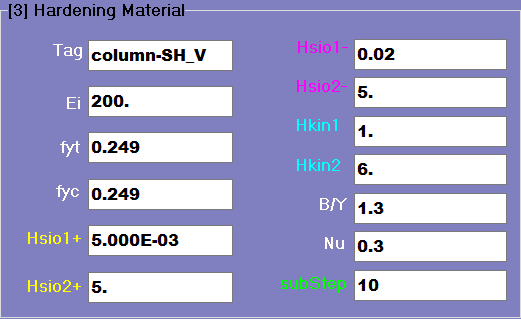 [3] Hardening Material
Tag column-SH_V
Ei 200.
fyt 0.249
fyc 0.249
Hsio1+ 5.000E-03
Hsio2+ 5.
Hsio1- 0.02
Hsio2- 5.
Hkin1 1.
Hkin2 6.
B/Y 1.3
Nu 0.3
subStep 10